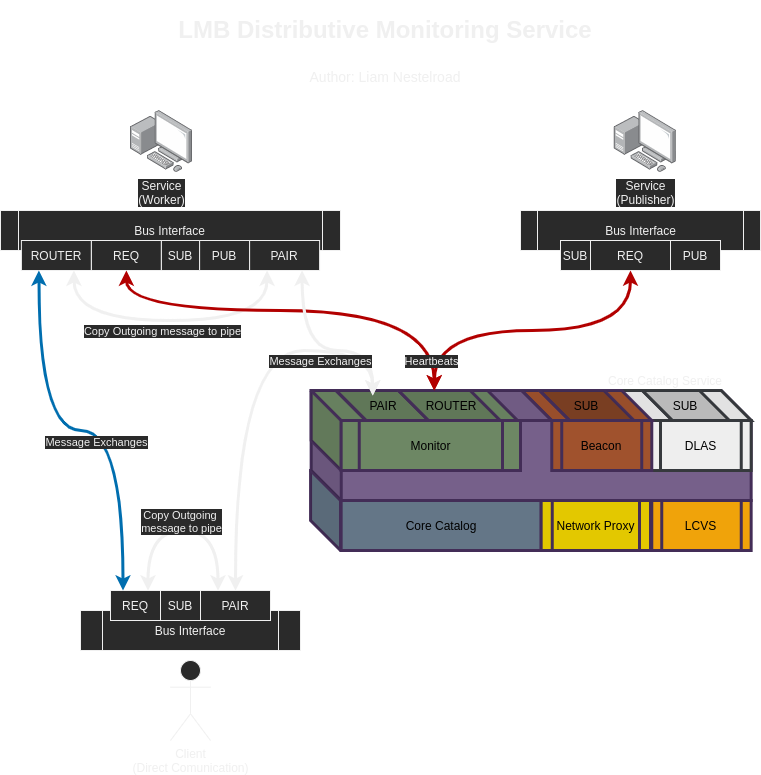 LMB Distributive Monitoring Service
Author: Liam Nestelroad
Service
(Worker)
Service
(Publisher)
Bus Interface
ROUTER
REQ
SUB
PUB
PAIR
Bus Interface
SUB
REQ
PUB
Copy Outgoing message to pipe
Message Exchanges
Heartbeats
Core Catalog Service
PAIR
ROUTER
SUB
SUB
Message Exchanges
Monitor
Beacon
DLAS
Copy Outgoing
message to pipe
Core Catalog
Network Proxy
LCVS
REQ
SUB
PAIR
Bus Interface
Client
(Direct Comunication)